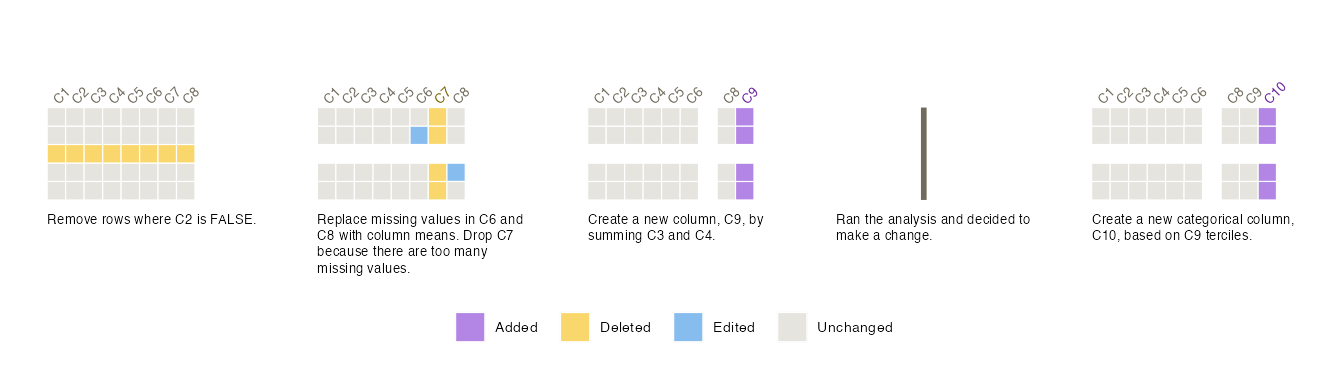 C1 C2 C3 C4 C5 C6 C7 C8
C1 C2 C3 C4 C5 C6 C7 C8
C1 C2 C3 C4 C5 C6 C8 C9
C1 C2 C3 C4 C5 C6 C8 C9 C10
Remove rows where C2 is FALSE.
Replace missing values in C6 and
C8 with column means. Drop C7
because there are too many
missing values.
Create a new column, C9, by
summing C3 and C4.
Ran the analysis and decided to
make a change.
Create a new categorical column,
C10, based on C9 terciles.
Added
Deleted
Edited
Unchanged